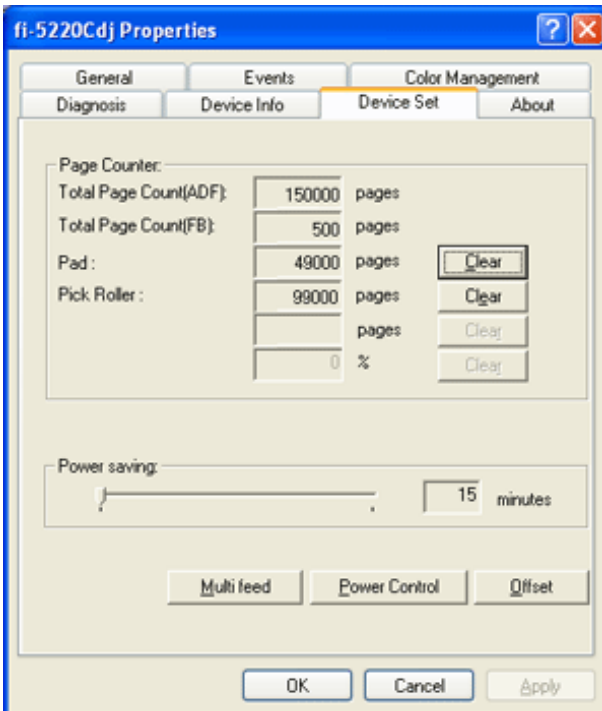 fi-5220Cdj Properties
General Events Color Management
Diagnosis Device Info Device Set About
Page Counter:
Total Page Count(ADF): 150000 pages
Total Page Count(FB): 500 pages
Pad : 49000 pages Clear
Pick Roller : 99000 pages Clear
pages Clear
0 % Clear
Power saving:
15 minutes
Multi feed Power Control Offset
OK Cancel Apply